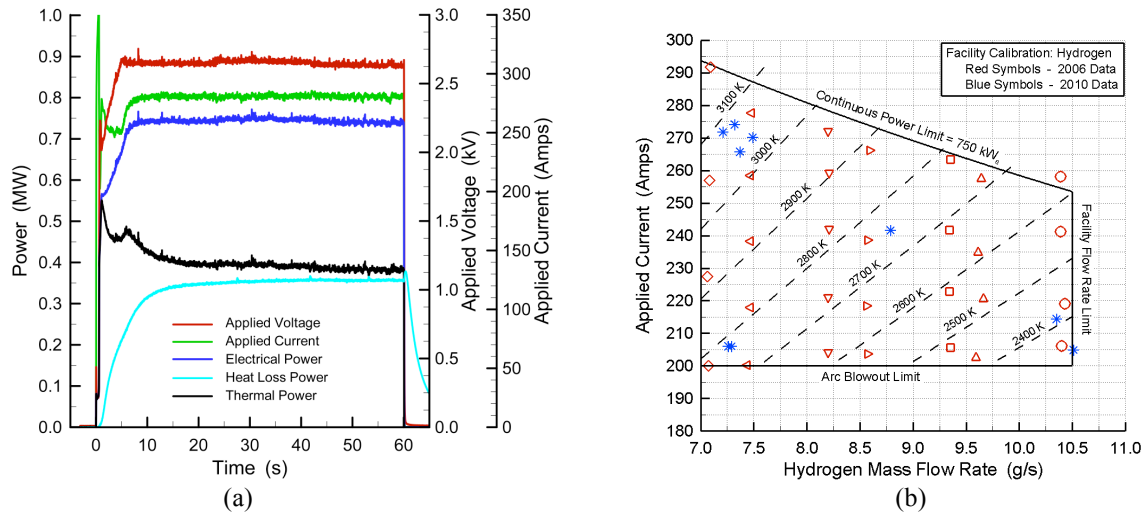 1.0
0.9
0.8
0.7
0.6
0.5
0.4
0.3
0.2
0.1
0.0
Power (MW)
0
10
20
30
40
50
60
Time (s)
Applied Voltage
Applied Current
Electrical Power
Heat Loss Power
Thermal Power
3.0
2.5
2.0
1.5
1.0
0.5
0.0
Applied Voltage (kV)
350
300
250
200
150
100
50
0
Applied Current (Amps)
(a)
300
290
280
270
260
250
240
230
220
210
200
190
180
Applied Current (Amps)
Facility Calibration: Hydrogen
Red Symbols - 2006 Data
Blue Symbols - 2010 Data
Continuous Power Limit = 750 kWe
3100 K
3000 K
2900 K
2800 K
2700 K
2600 K
2500 K
2400 K
Facility Flow Rate Limit
Arc Blowout Limit
7.0
7.5
8.0
8.5
9.0
9.5
10.0
10.5
11.0
Hydrogen Mass Flow Rate (g/s)
(b)